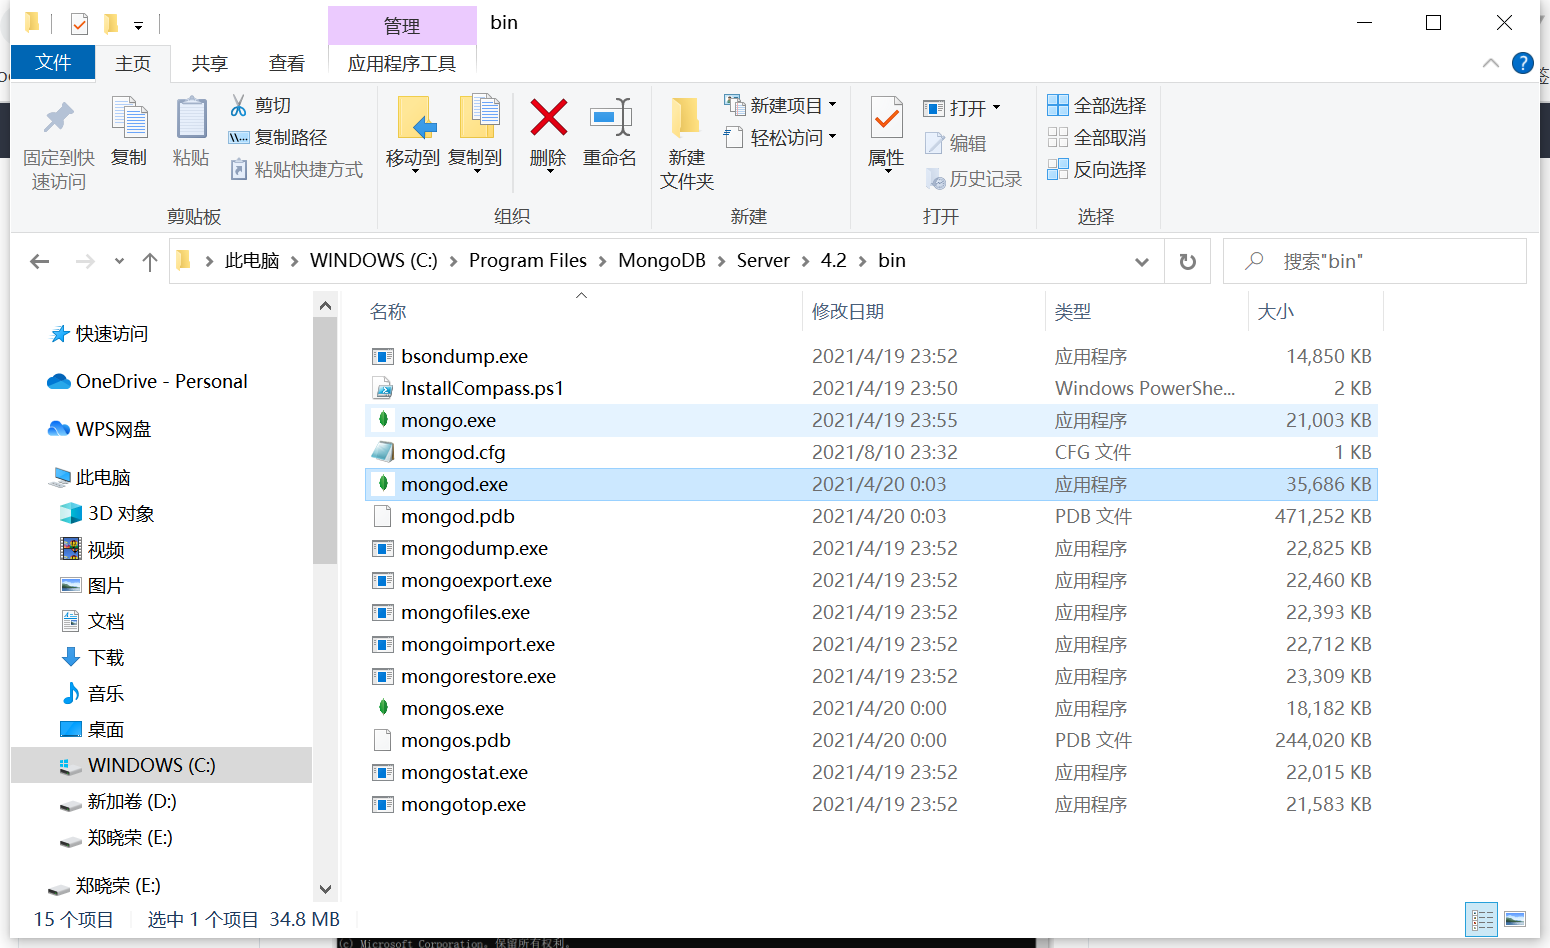 管理
bin
文件
主页
共享
查看
应用程序工具
固定到快
速访问
复制
粘贴
剪切
复制路径
粘贴快捷方式
剪贴板
移动到
复制到
删除
重命名
组织
新建
文件夹
新建项目
轻松访问
新建
属性
打开
编辑
历史记录
打开
全部选择
全部取消
反向选择
选择
此电脑 WINDOWS (C:) Program Files MongoDB Server 4.2 bin
搜索"bin"
快速访问
OneDrive - Personal
WPS网盘
此电脑
3D 对象
视频
图片
文档
下载
音乐
桌面
WINDOWS (C:)
新加卷 (D:)
郑晓荣 (E:)
郑晓荣 (E:)
名称 修改日期 类型 大小
bsondump.exe 2021/4/19 23:52 应用程序 14,850 KB
InstallCompass.ps1 2021/4/19 23:50 Windows PowerShe... 2 KB
mongo.exe 2021/4/19 23:55 应用程序 21,003 KB
mongod.cfg 2021/8/10 23:32 CFG 文件 1 KB
mongod.exe 2021/4/20 0:03 应用程序 35,686 KB
mongod.pdb 2021/4/20 0:03 PDB 文件 471,252 KB
mongodump.exe 2021/4/19 23:52 应用程序 22,825 KB
mongoexport.exe 2021/4/19 23:52 应用程序 22,460 KB
mongofiles.exe 2021/4/19 23:52 应用程序 22,393 KB
mongoimport.exe 2021/4/19 23:52 应用程序 22,712 KB
mongorestore.exe 2021/4/19 23:52 应用程序 23,309 KB
mongos.exe 2021/4/20 0:00 应用程序 18,182 KB
mongos.pdb 2021/4/20 0:00 PDB 文件 244,020 KB
mongostat.exe 2021/4/19 23:52 应用程序 22,015 KB
mongotop.exe 2021/4/19 23:52 应用程序 21,583 KB
15 个项目 选中 1 个项目 34.8 MB
(c) Microsoft Corporation。保留所有权利。